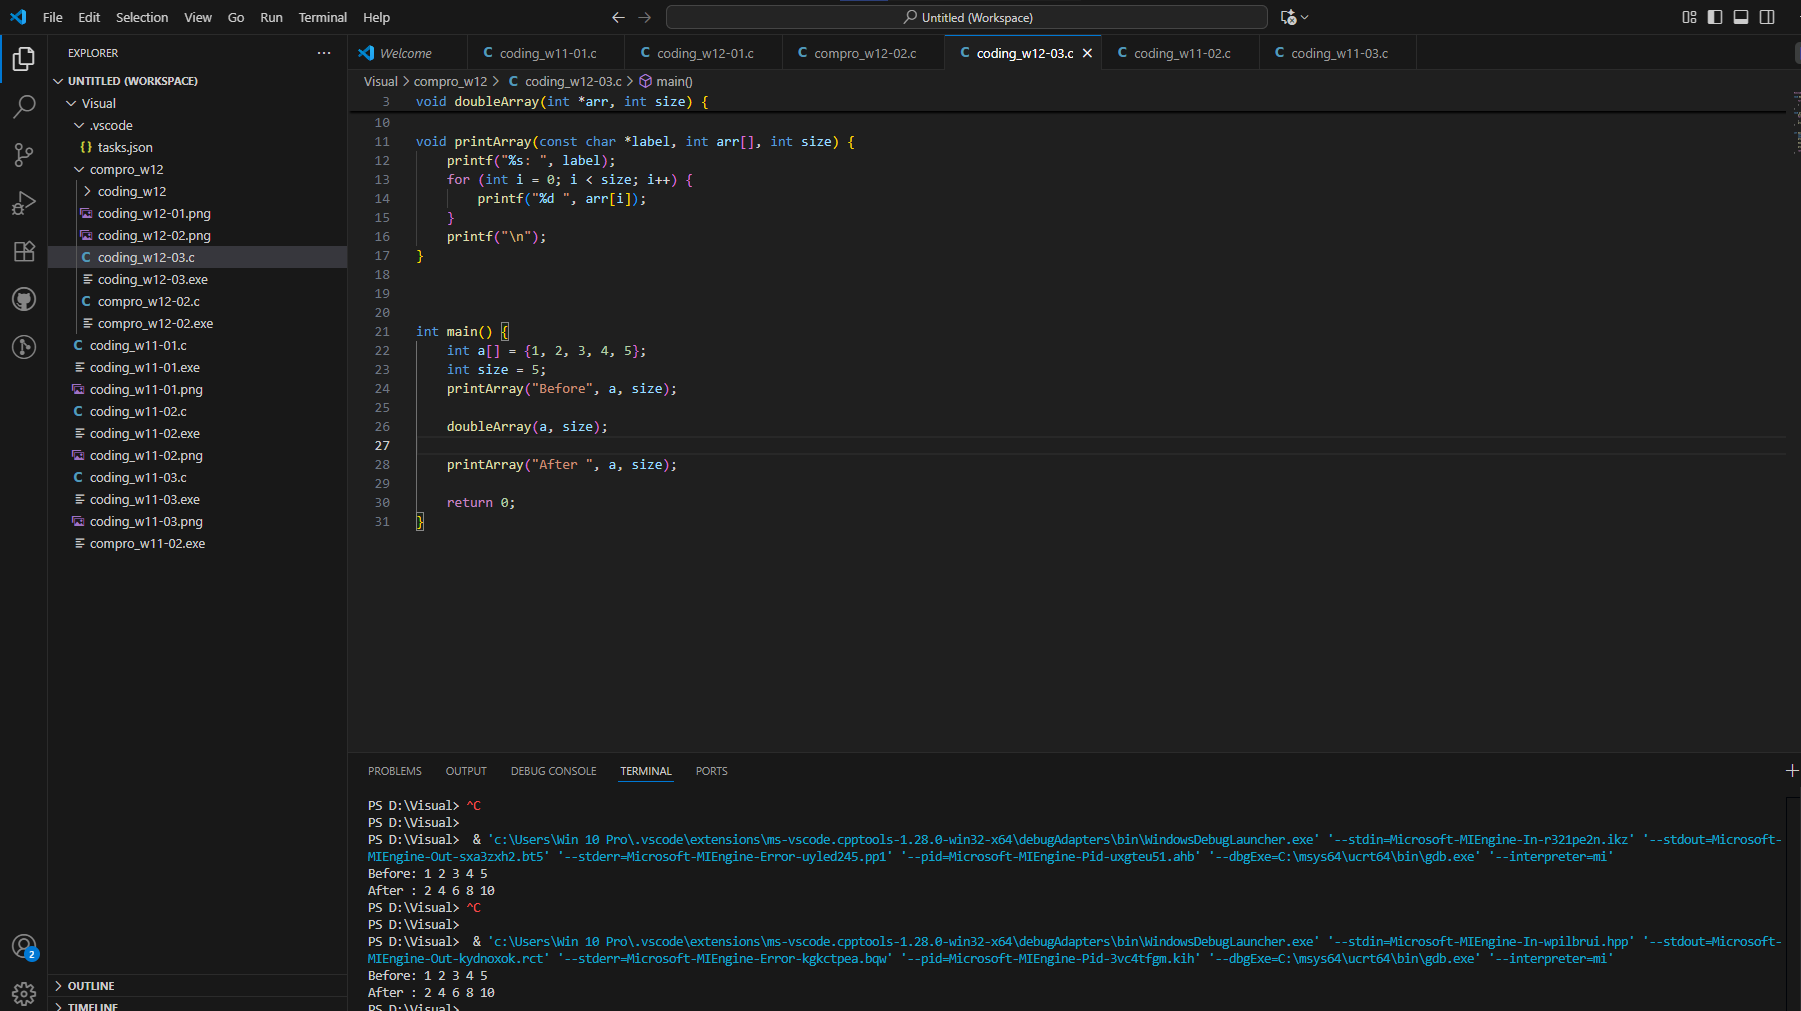 File Edit Selection View Go Run Terminal Help
Untitled (Workspace)
EXPLORER
UNTITLED (WORKSPACE)
Visual
.vscode
{} tasks.json
compro_w12
coding_w12
coding_w12-01.png
coding_w12-02.png
C coding_w12-03.c
coding_w12-03.exe
C compro_w12-02.c
compro_w12-02.exe
C coding_w11-01.c
coding_w11-01.exe
coding_w11-01.png
C coding_w11-02.c
coding_w11-02.exe
coding_w11-02.png
C coding_w11-03.c
coding_w11-03.exe
coding_w11-03.png
compro_w11-02.exe
2
OUTLINE
TIMELINE
Welcome C coding_w11-01.c C coding_w12-01.c C compro_w12-02.c C coding_w12-03.c C coding_w11-02.c C coding_w11-03.c
Visual > compro_w12 > C coding_w12-03.c > main()
3 void doubleArray(int *arr, int size) {
10
11 void printArray(const char *label, int arr[], int size) {
12 printf("%s: ", label);
13 for (int i = 0; i < size; i++) {
14 printf("%d ", arr[i]);
15 }
16 printf("\n");
17 }
18
19
20
21 int main() {
22 int a[] = {1, 2, 3, 4, 5};
23 int size = 5;
24 printArray("Before", a, size);
25
26 doubleArray(a, size);
27
28 printArray("After ", a, size);
29
30 return 0;
31 }
PROBLEMS OUTPUT DEBUG CONSOLE TERMINAL PORTS
PS D:\Visual> ^C
PS D:\Visual>
PS D:\Visual> & 'c:\Users\Win 10 Pro\.vscode\extensions\ms-vscode.cpptools-1.28.0-win32-x64\debugAdapters\bin\WindowsDebugLauncher.exe' '--stdin=Microsoft-MIEngine-In-r321pe2n.ikz' '--stdout=Microsoft-
MIEngine-Out-sxa3zxh2.bt5' '--stderr=Microsoft-MIEngine-Error-uyled245.pp1' '--pid=Microsoft-MIEngine-Pid-uxgteu51.ahb' '--dbgExe=C:\msys64\ucrt64\bin\gdb.exe' '--interpreter=mi'
Before: 1 2 3 4 5
After : 2 4 6 8 10
PS D:\Visual> ^C
PS D:\Visual>
PS D:\Visual> & 'c:\Users\Win 10 Pro\.vscode\extensions\ms-vscode.cpptools-1.28.0-win32-x64\debugAdapters\bin\WindowsDebugLauncher.exe' '--stdin=Microsoft-MIEngine-In-wpilbrui.hpp' '--stdout=Microsoft-
MIEngine-Out-kydnoxok.rct' '--stderr=Microsoft-MIEngine-Error-kgkctpea.bqw' '--pid=Microsoft-MIEngine-Pid-3vc4tfgm.kih' '--dbgExe=C:\msys64\ucrt64\bin\gdb.exe' '--interpreter=mi'
Before: 1 2 3 4 5
After : 2 4 6 8 10
PS D:\Visual>